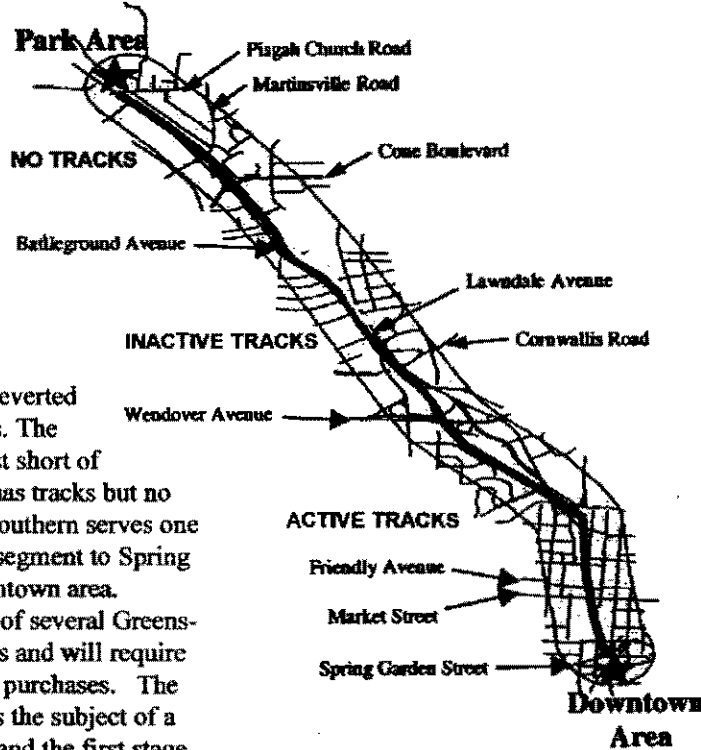 Park Area
Pisgah Church Road
Martinsville Road
NO TRACKS
Cone Boulevard
Battleground Avenue
Lawndale Avenue
INACTIVE TRACKS
Cornwallis Road
everted
Wendover Avenue
s. The
st short of
has tracks but no
outhern serves one
ACTIVE TRACKS
segment to Spring
Friendly Avenue
ntown area.
of several Greens-
Market Street
s and will require
purchases. The
Spring Garden Street
s the subject of a
Downtown
Area
and the first stage